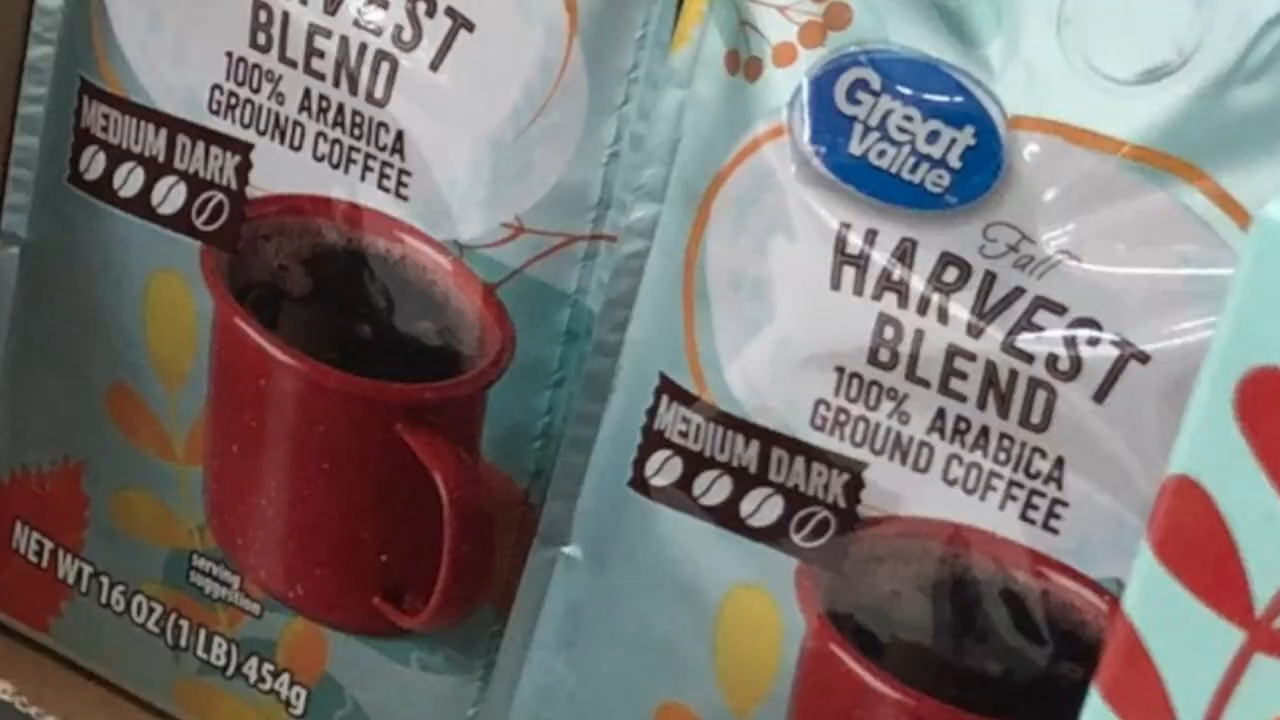 HARVEST
BLEND
100% ARABICA
GROUND COFFEE
MEDIUM DARK
serving
suggestion
NET WT 16 OZ (1 LB) 454g
Great
Value
Fall
HARVEST
BLEND
100% ARABICA
GROUND COFFEE
MEDIUM DARK